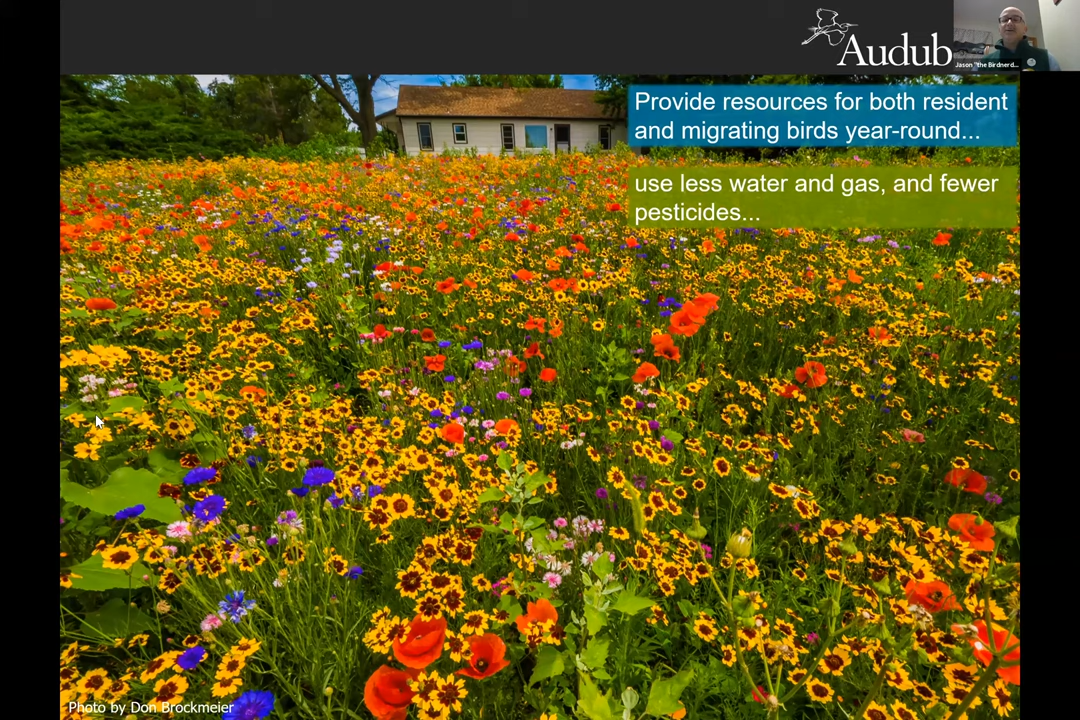 Audub
Jason "the Birdnerd...
Provide resources for both resident
and migrating birds year-round...
use less water and gas, and fewer
pesticides...
Photo by Don Brockmeier